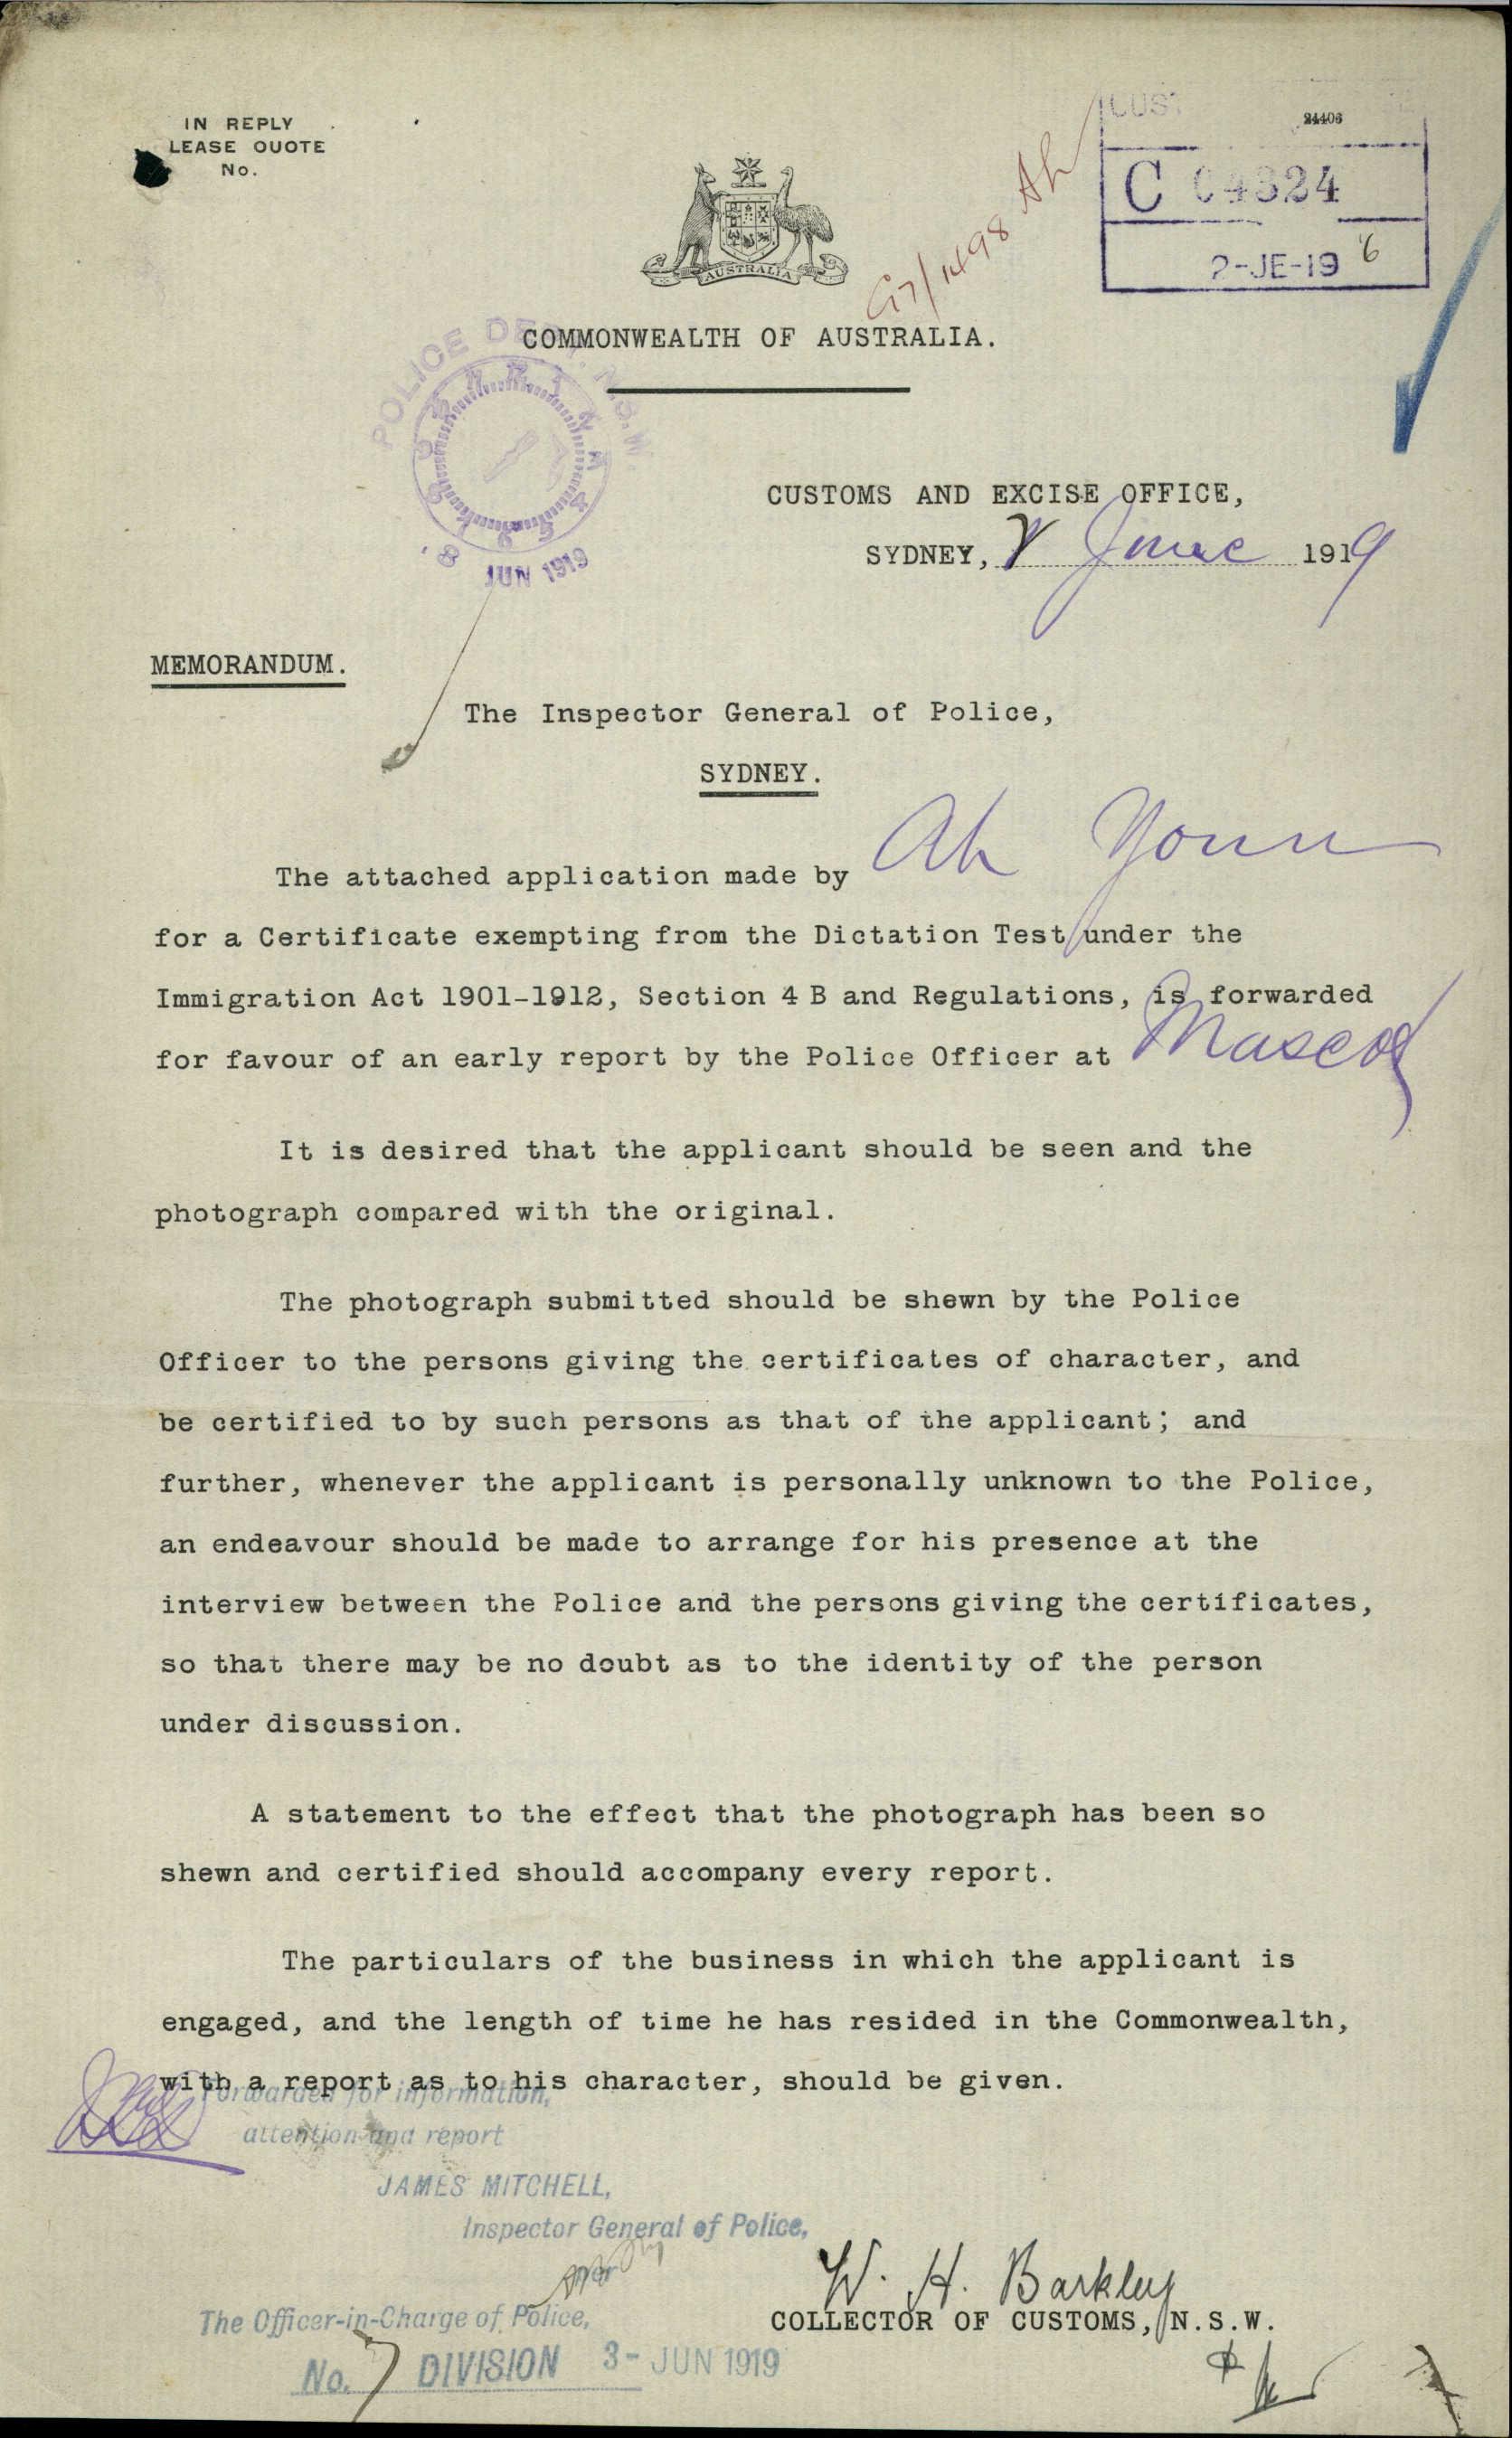 IN REPLY
LEASE QUOTE
No.
24406
CUST
C 04324
2-JE-19 6
G7/1498 Ah
AUSTRALIA
COMMONWEALTH OF AUSTRALIA.
POLICE DEP. N.S.W.
JUN 1919
CUSTOMS AND EXCISE OFFICE,
SYDNEY, 2 June 1919
MEMORANDUM.
The Inspector General of Police,
SYDNEY.
The attached application made by Ah Youn
for a Certificate exempting from the Dictation Test under the
Immigration Act 1901-1912, Section 4 B and Regulations, is forwarded
for favour of an early report by the Police Officer at Mascot
It is desired that the applicant should be seen and the
photograph compared with the original.
The photograph submitted should be shewn by the Police
Officer to the persons giving the certificates of character, and
be certified to by such persons as that of the applicant; and
further, whenever the applicant is personally unknown to the Police,
an endeavour should be made to arrange for his presence at the
interview between the Police and the persons giving the certificates,
so that there may be no doubt as to the identity of the person
under discussion.
A statement to the effect that the photograph has been so
shewn and certified should accompany every report.
The particulars of the business in which the applicant is
engaged, and the length of time he has resided in the Commonwealth,
with a report as to his character, should be given.
Forwarded for information,
attention and report
JAMES MITCHELL,
Inspector General of Police,
W. H. Barkley
COLLECTOR OF CUSTOMS, N.S.W.
The Officer-in-Charge of Police,
No. 7 DIVISION 3- JUN 1919